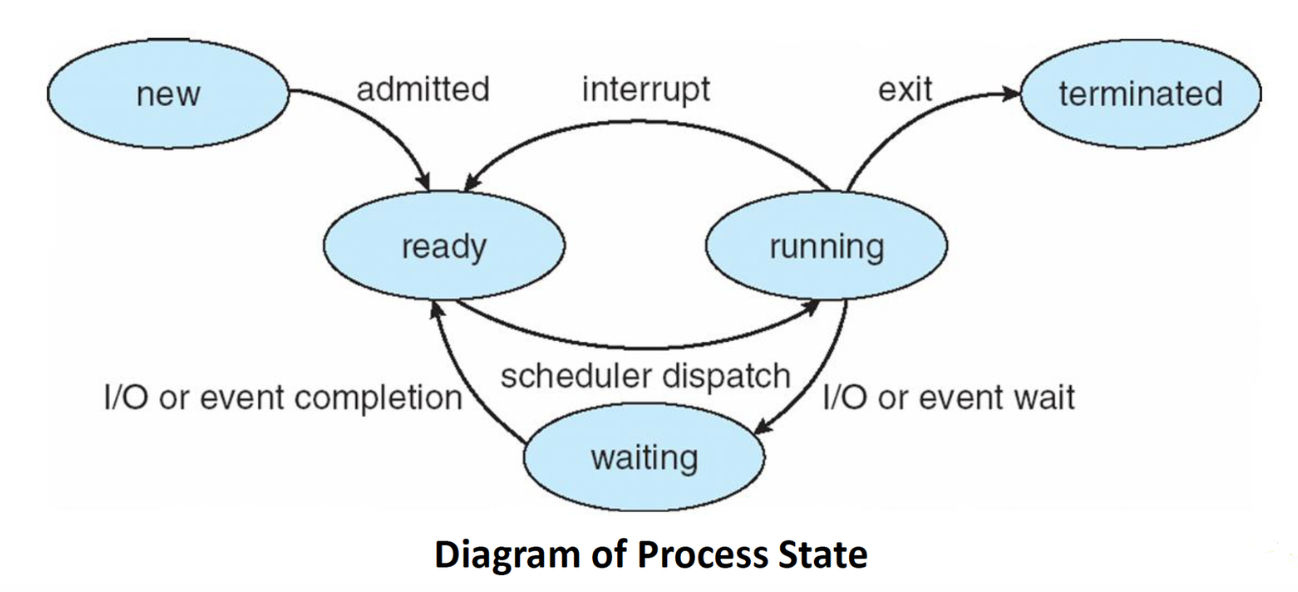 new
admitted
interrupt
exit
terminated
ready
running
scheduler dispatch
I/O or event completion
I/O or event wait
waiting
Diagram of Process State